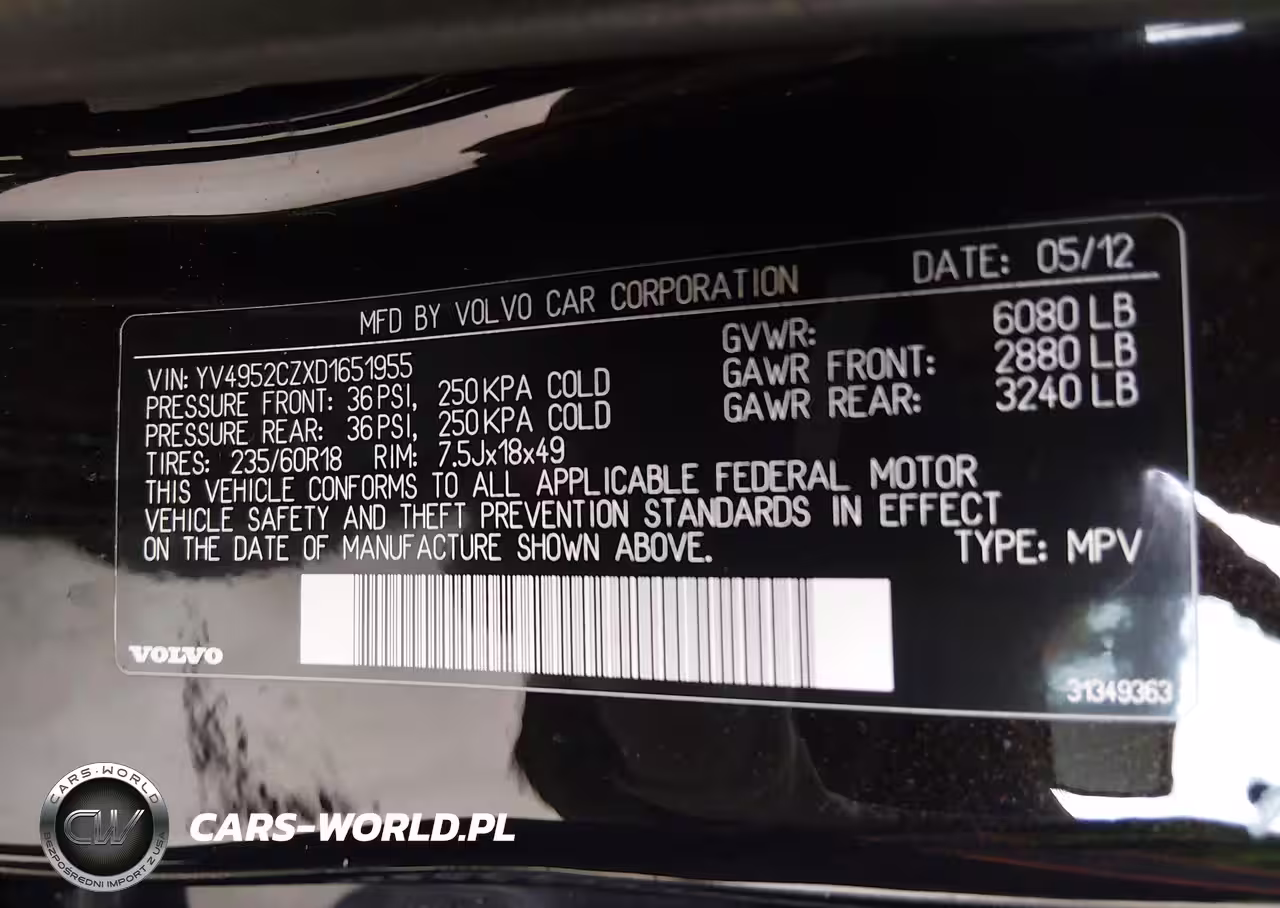 MFD BY VOLVO CAR CORPORATION DATE: 05/12
VIN: YV4952CZXD1651955 GVWR: 6080 LB
PRESSURE FRONT: 36 PSI, 250 KPA COLD GAWR FRONT: 2880 LB
PRESSURE REAR: 36 PSI, 250 KPA COLD GAWR REAR: 3240 LB
TIRES: 235/60R18 RIM: 7.5Jx18x49
THIS VEHICLE CONFORMS TO ALL APPLICABLE FEDERAL MOTOR
VEHICLE SAFETY AND THEFT PREVENTION STANDARDS IN EFFECT
ON THE DATE OF MANUFACTURE SHOWN ABOVE. TYPE: MPV
VOLVO
31349363
CARS-WORLD
CW
BEZPOŚREDNI IMPORT Z USA
CARS-WORLD.PL